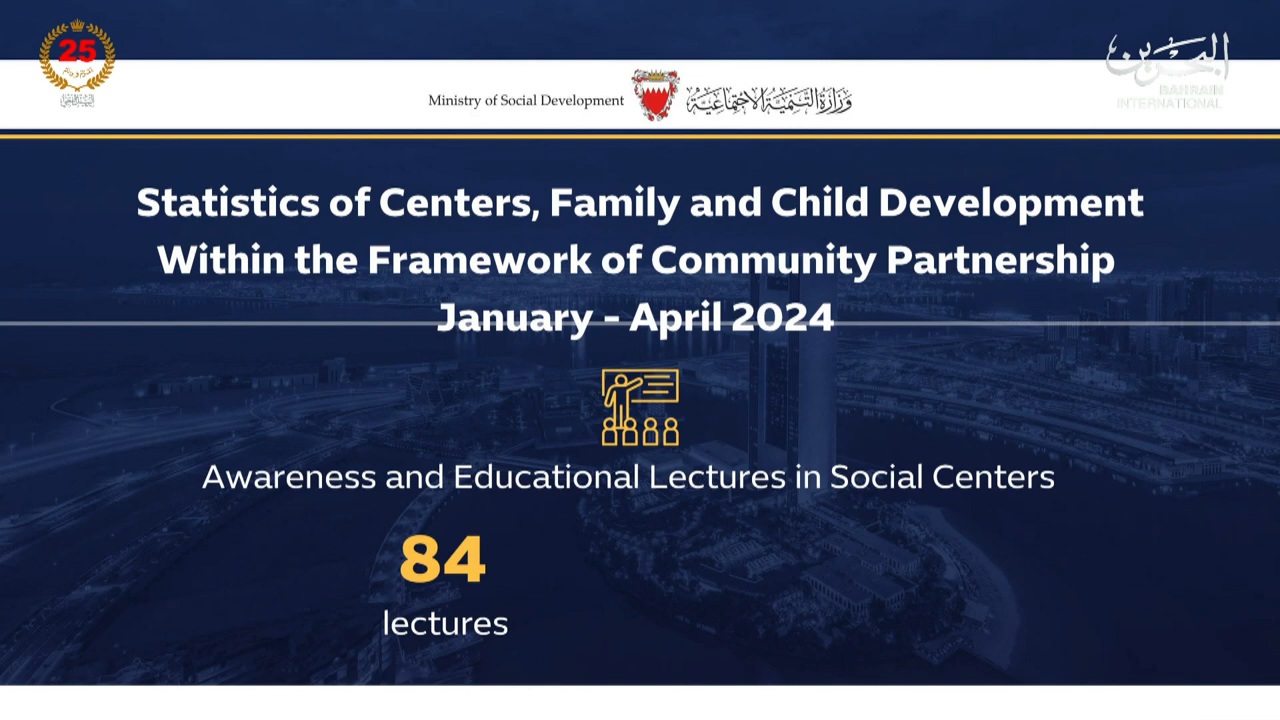 25
البحرين
BAHRAIN
INTERNATIONAL
Ministry of Social Development
وزارة التنمية الاجتماعية
Statistics of Centers, Family and Child Development
Within the Framework of Community Partnership
January - April 2024
Awareness and Educational Lectures in Social Centers
84
lectures